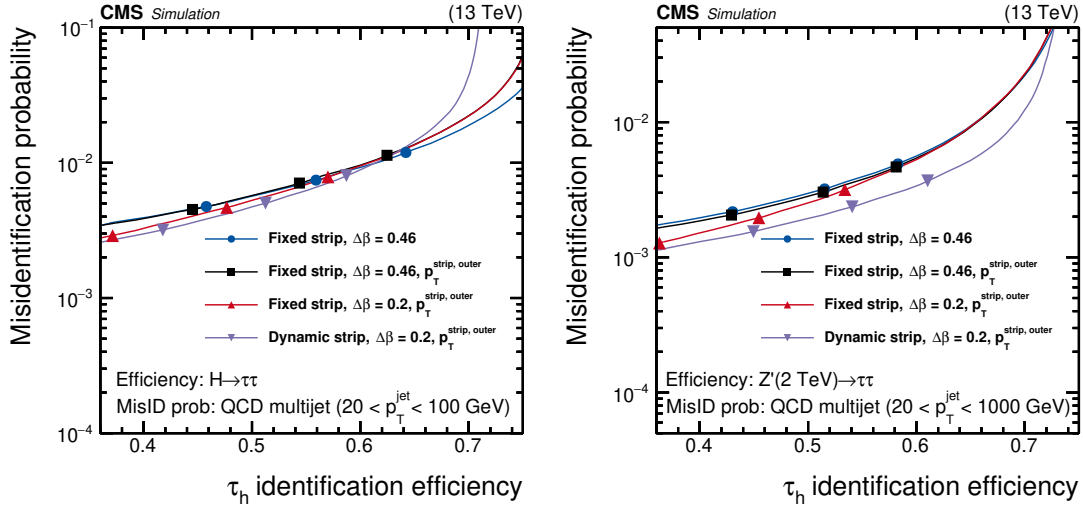 CMS Simulation (13 TeV)
Misidentification probability
10⁻¹
10⁻²
10⁻³
10⁻⁴
Fixed strip, Δβ = 0.46
Fixed strip, Δβ = 0.46, p_T^strip, outer
Fixed strip, Δβ = 0.2, p_T^strip, outer
Dynamic strip, Δβ = 0.2, p_T^strip, outer
Efficiency: H→ττ
MisID prob: QCD multijet (20 < p_T^jet < 100 GeV)
0.4 0.5 0.6 0.7
τ_h identification efficiency
CMS Simulation (13 TeV)
Misidentification probability
10⁻²
10⁻³
10⁻⁴
Fixed strip, Δβ = 0.46
Fixed strip, Δβ = 0.46, p_T^strip, outer
Fixed strip, Δβ = 0.2, p_T^strip, outer
Dynamic strip, Δβ = 0.2, p_T^strip, outer
Efficiency: Z'(2 TeV)→ττ
MisID prob: QCD multijet (20 < p_T^jet < 1000 GeV)
0.4 0.5 0.6 0.7
τ_h identification efficiency